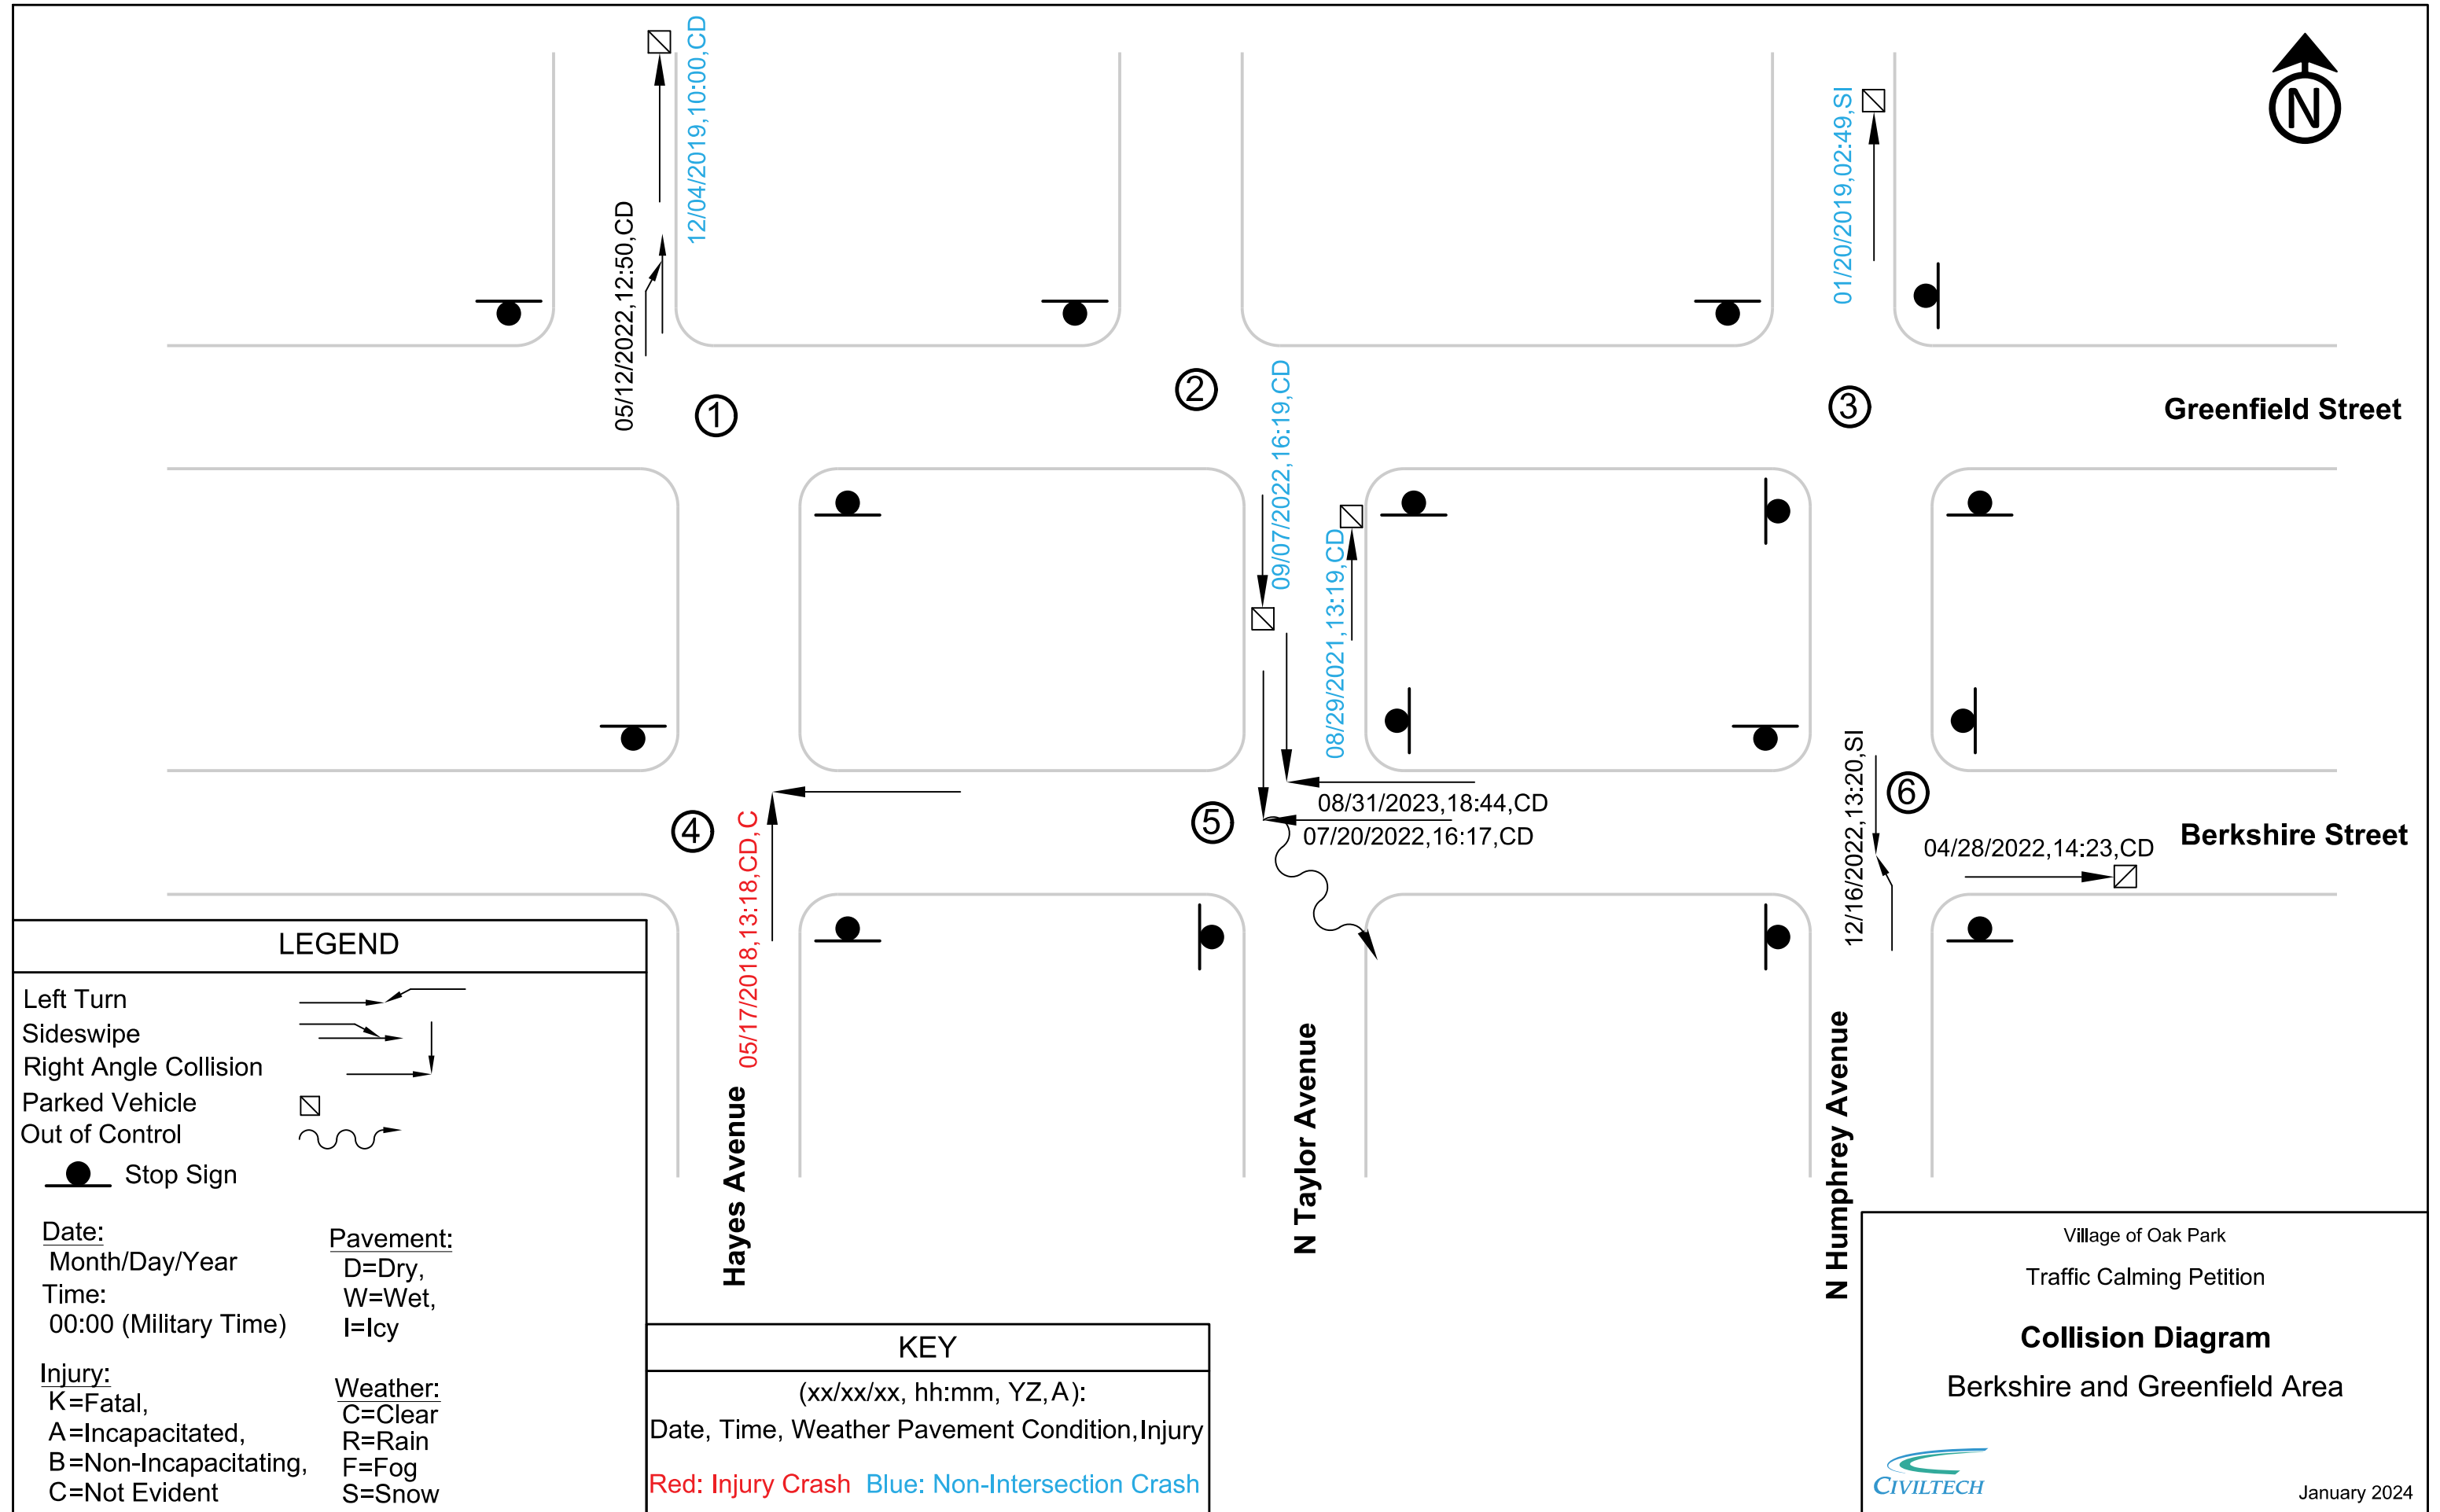 12/04/2019,10:00,CD
05/12/2022,12:50,CD
01/20/2019,02:49,SI
N
1
2
3
Greenfield Street
09/07/2022,16:19,CD
08/29/2021,13:19,CD
08/31/2023,18:44,CD
07/20/2022,16:17,CD
4
5
6
05/17/2018,13:18,CD,C
12/16/2022,13:20,SI
04/28/2022,14:23,CD
Berkshire Street
Hayes Avenue
N Taylor Avenue
N Humphrey Avenue
LEGEND
Left Turn
Sideswipe
Right Angle Collision
Parked Vehicle
Out of Control
Stop Sign
Date:
Month/Day/Year
Time:
00:00 (Military Time)
Pavement:
D=Dry,
W=Wet,
I=Icy
Injury:
K=Fatal,
A=Incapacitated,
B=Non-Incapacitating,
C=Not Evident
Weather:
C=Clear
R=Rain
F=Fog
S=Snow
KEY
(xx/xx/xx, hh:mm, YZ,A):
Date, Time, Weather Pavement Condition,Injury
Red: Injury Crash Blue: Non-Intersection Crash
Village of Oak Park
Traffic Calming Petition
Collision Diagram
Berkshire and Greenfield Area
CIVILTECH
January 2024